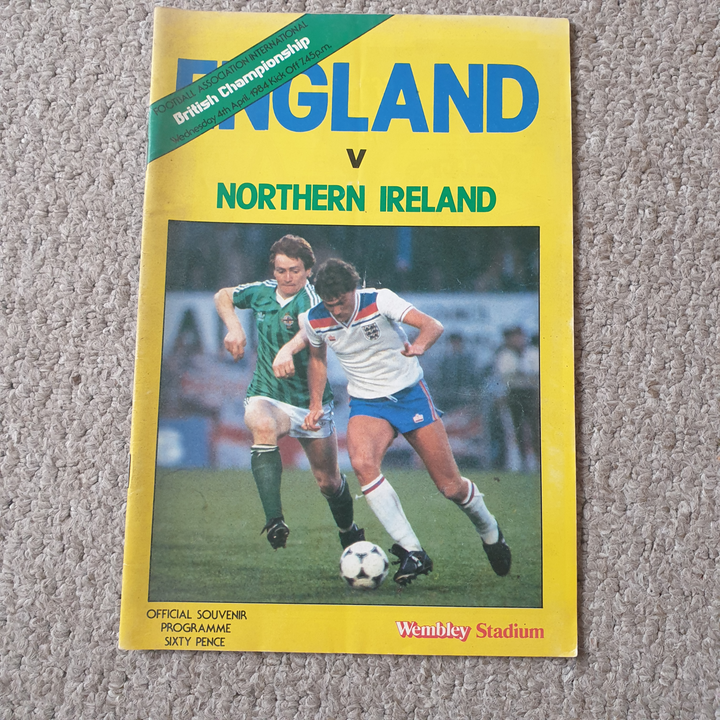 FOOTBALL ASSOCIATION INTERNATIONAL
British Championship
Wednesday 4th April 1984 Kick Off 7.45p.m.
ENGLAND
V
NORTHERN IRELAND
OFFICIAL SOUVENIR
PROGRAMME
SIXTY PENCE
Wembley Stadium